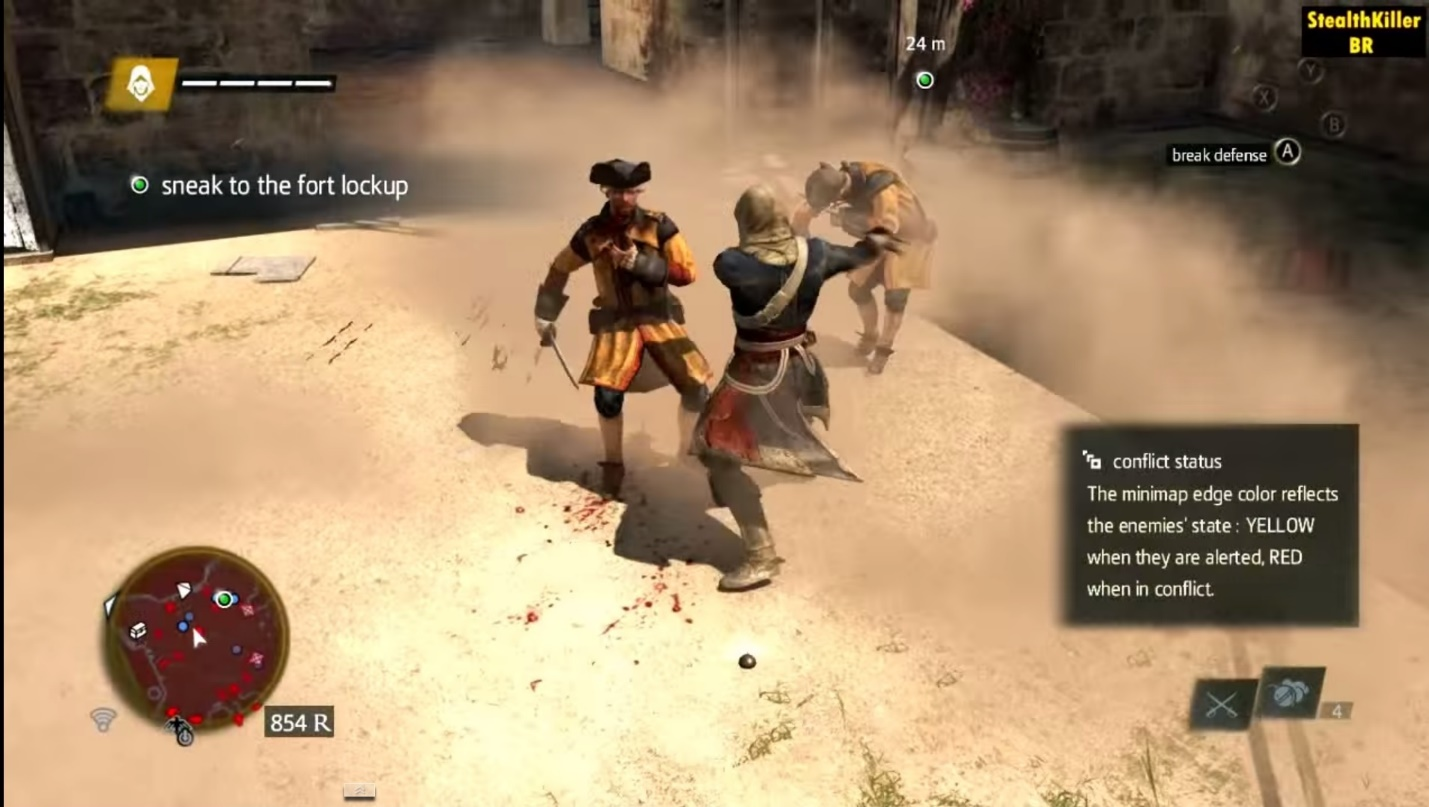 StealthKiller
BR
24 m
Y
X
B
break defense A
sneak to the fort lockup
conflict status
The minimap edge color reflects
the enemies' state : YELLOW
when they are alerted, RED
when in conflict.
854 R
4